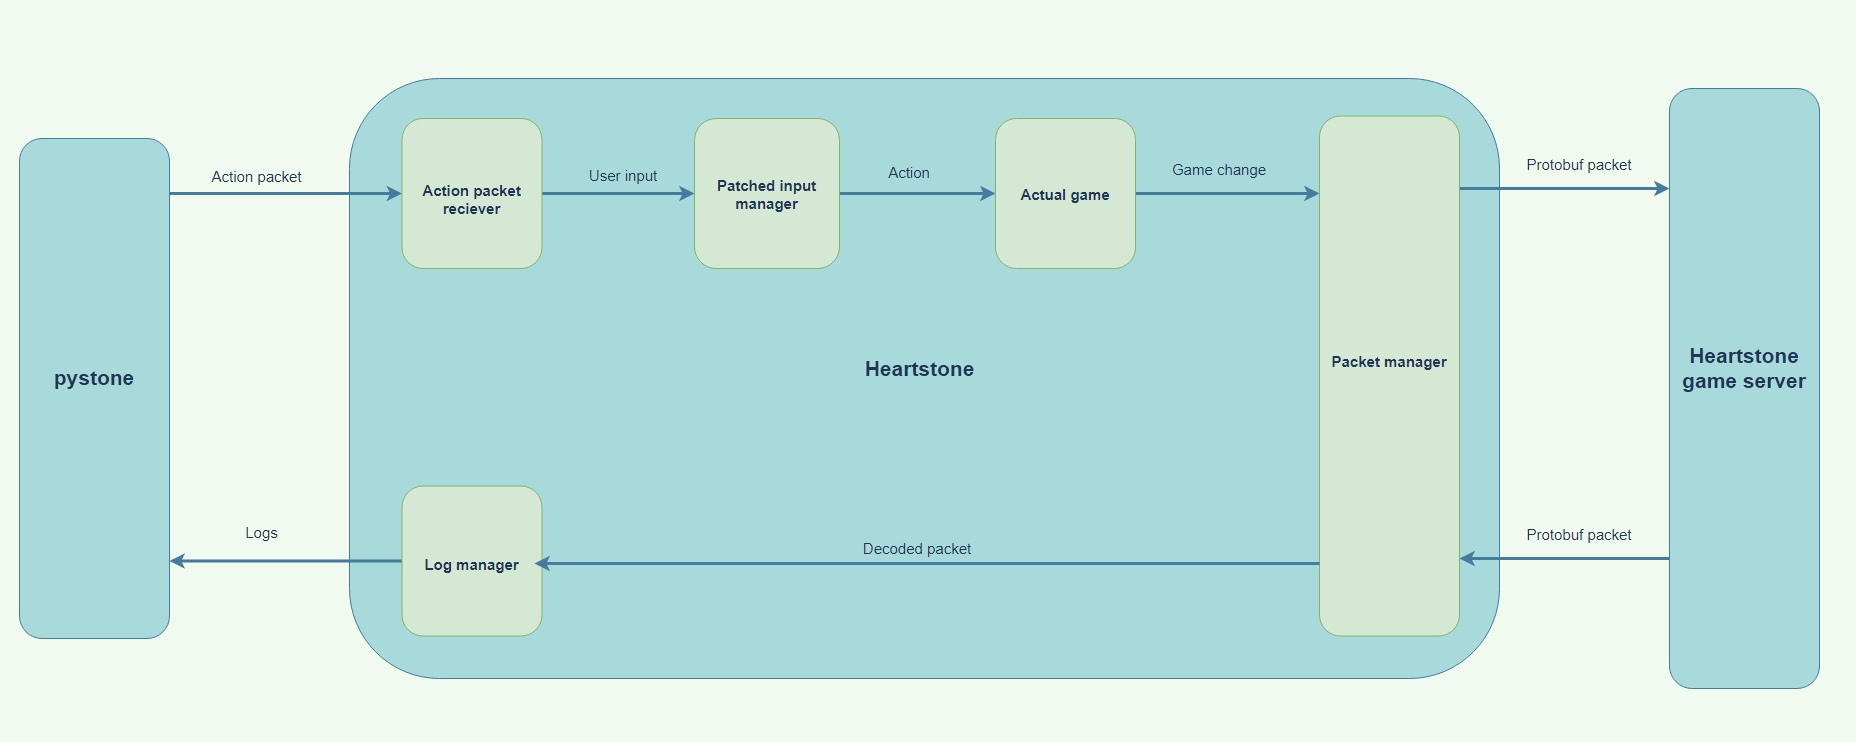 Action packet
Action packet
reciever
User input
Patched input
manager
Action
Actual game
Game change
Protobuf packet
pystone
Heartstone
Packet manager
Heartstone
game server
Logs
Log manager
Decoded packet
Protobuf packet